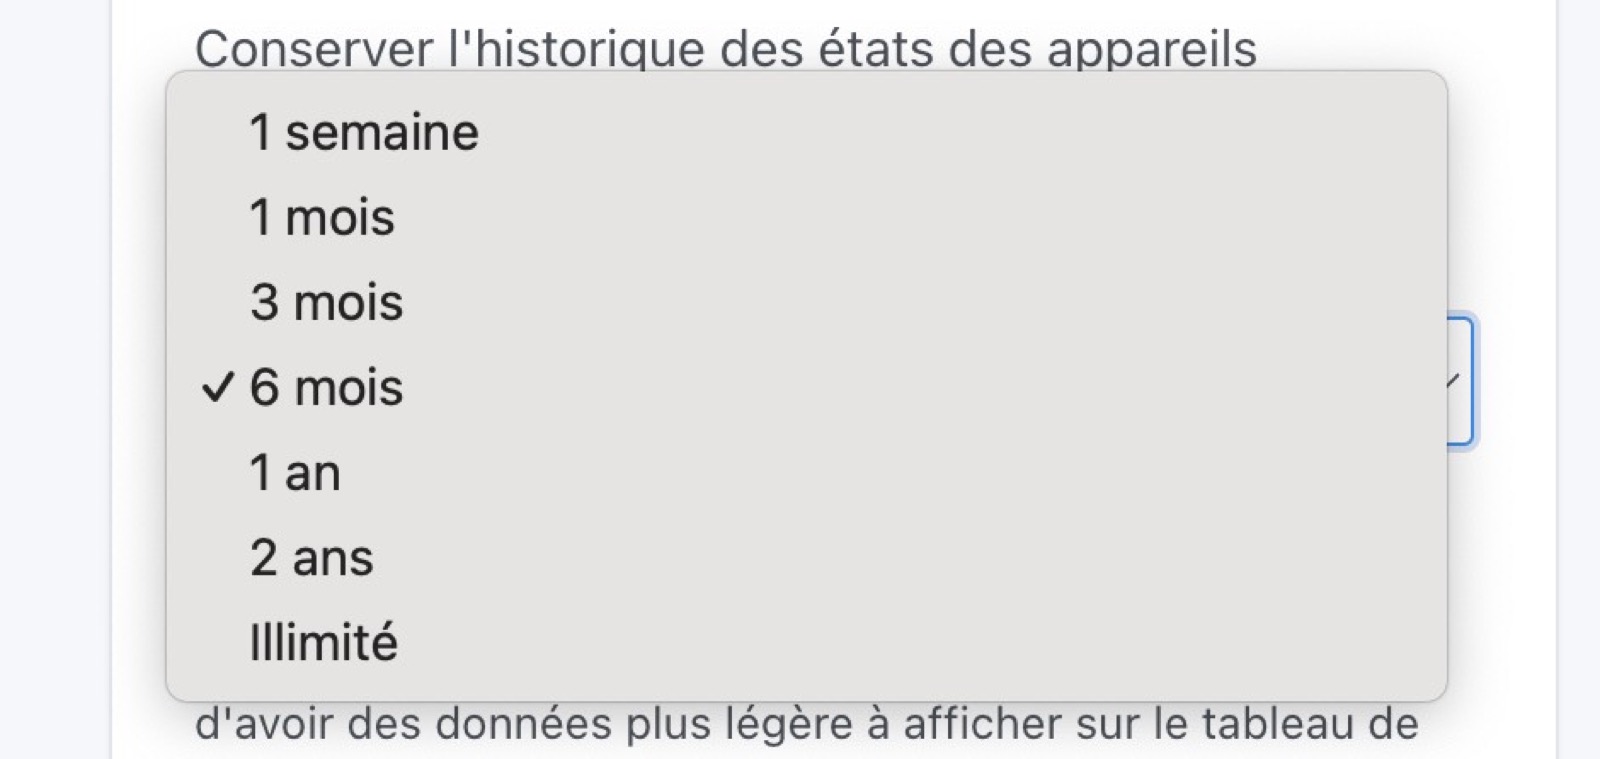 Conserver l'historique des états des appareils
1 semaine
1 mois
3 mois
✓ 6 mois
1 an
2 ans
Illimité
d'avoir des données plus légère à afficher sur le tableau de